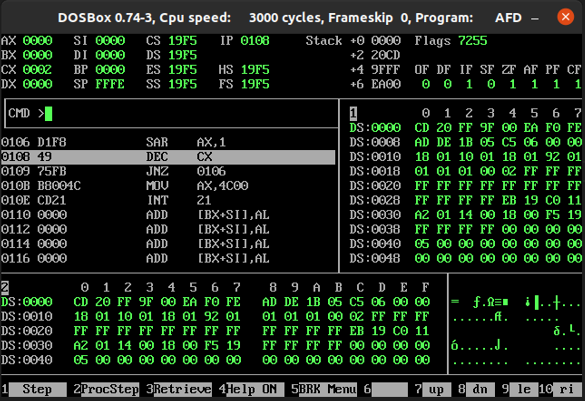 DOSBox 0.74-3, Cpu speed: 3000 cycles, Frameskip 0, Program: AFD
AX 0000 SI 0000 CS 19F5 IP 0108 Stack +0 0000 Flags 7255
BX 0000 DI 0000 DS 19F5 +2 20CD
CX 0002 BP 0000 ES 19F5 HS 19F5 +4 9FFF OF DF IF SF ZF AF PF CF
DX 0000 SP FFFE SS 19F5 FS 19F5 +6 EA00 0 0 1 0 1 1 1 1
CMD >
0106 D1F8 SAR AX,1
0108 49 DEC CX
0109 75FB JNZ 0106
010B B8004C MOV AX,4C00
010E CD21 INT 21
0110 0000 ADD [BX+SI],AL
0112 0000 ADD [BX+SI],AL
0114 0000 ADD [BX+SI],AL
0116 0000 ADD [BX+SI],AL
1 0 1 2 3 4 5 6 7
DS:0000 CD 20 FF 9F 00 EA F0 FE
DS:0008 AD DE 1B 05 C5 06 00 00
DS:0010 18 01 10 01 18 01 92 01
DS:0018 01 01 01 00 02 FF FF FF
DS:0020 FF FF FF FF FF FF FF FF
DS:0028 FF FF FF FF EB 19 C0 11
DS:0030 A2 01 14 00 18 00 F5 19
DS:0038 FF FF FF FF 00 00 00 00
DS:0040 05 00 00 00 00 00 00 00
DS:0048 00 00 00 00 00 00 00 00
2 0 1 2 3 4 5 6 7 8 9 A B C D E F
DS:0000 CD 20 FF 9F 00 EA F0 FE AD DE 1B 05 C5 06 00 00
DS:0010 18 01 10 01 18 01 92 01 01 01 01 00 02 FF FF FF
DS:0020 FF FF FF FF FF FF FF FF FF FF FF FF EB 19 C0 11
DS:0030 A2 01 14 00 18 00 F5 19 FF FF FF FF 00 00 00 00
DS:0040 05 00 00 00 00 00 00 00 00 00 00 00 00 00 00 00
1 Step 2ProcStep 3Retrieve 4Help ON 5BRK Menu 6 7 up 8 dn 9 le 10 ri